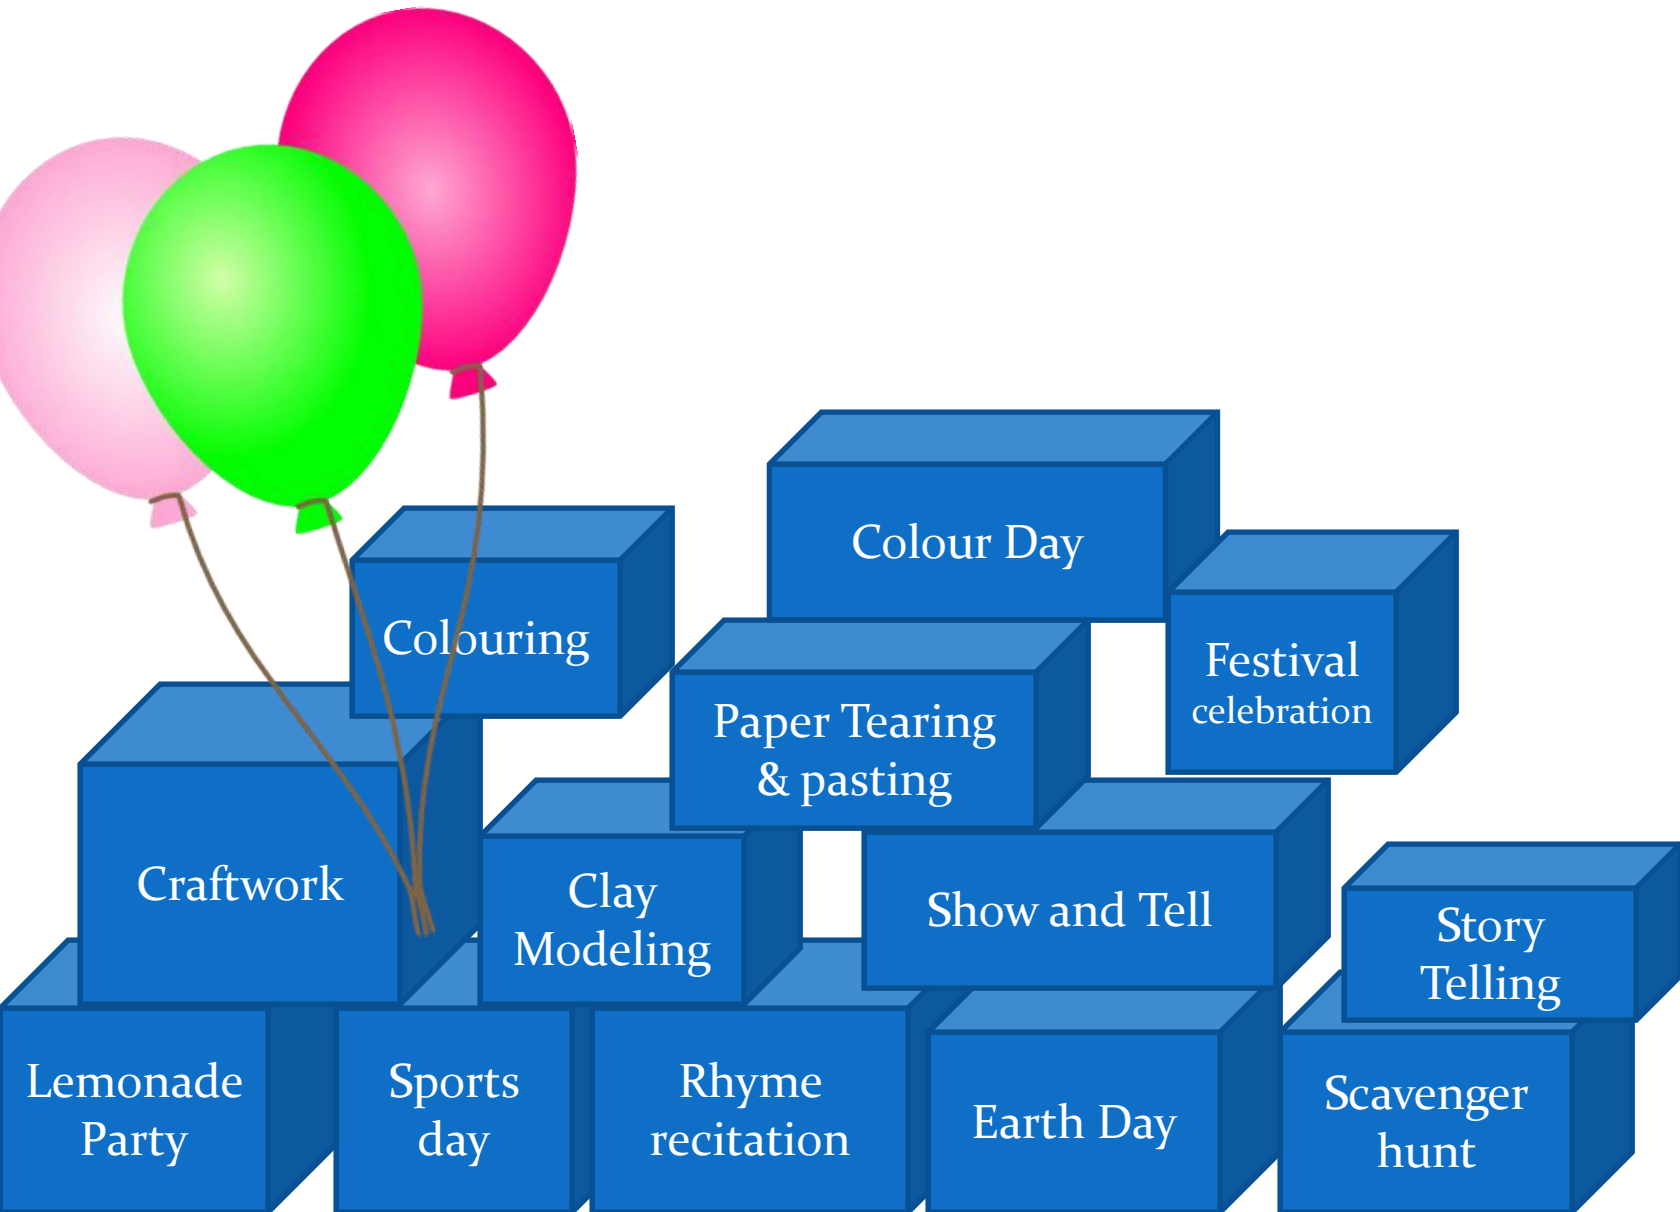 Colour Day
Colouring
Festival
celebration
Paper Tearing
& pasting
Craftwork
Clay
Modeling
Show and Tell
Story
Telling
Lemonade
Party
Sports
day
Rhyme
recitation
Earth Day
Scavenger
hunt